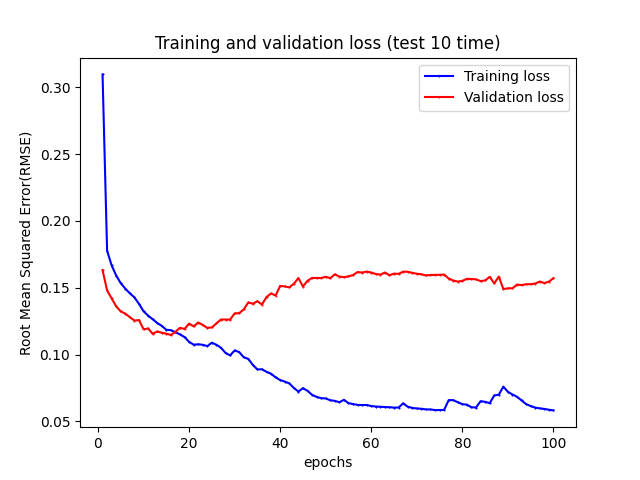 Training and validation loss (test 10 time)
Training loss
Validation loss
Root Mean Squared Error(RMSE)
0.30
0.25
0.20
0.15
0.10
0.05
0
20
40
60
80
100
epochs